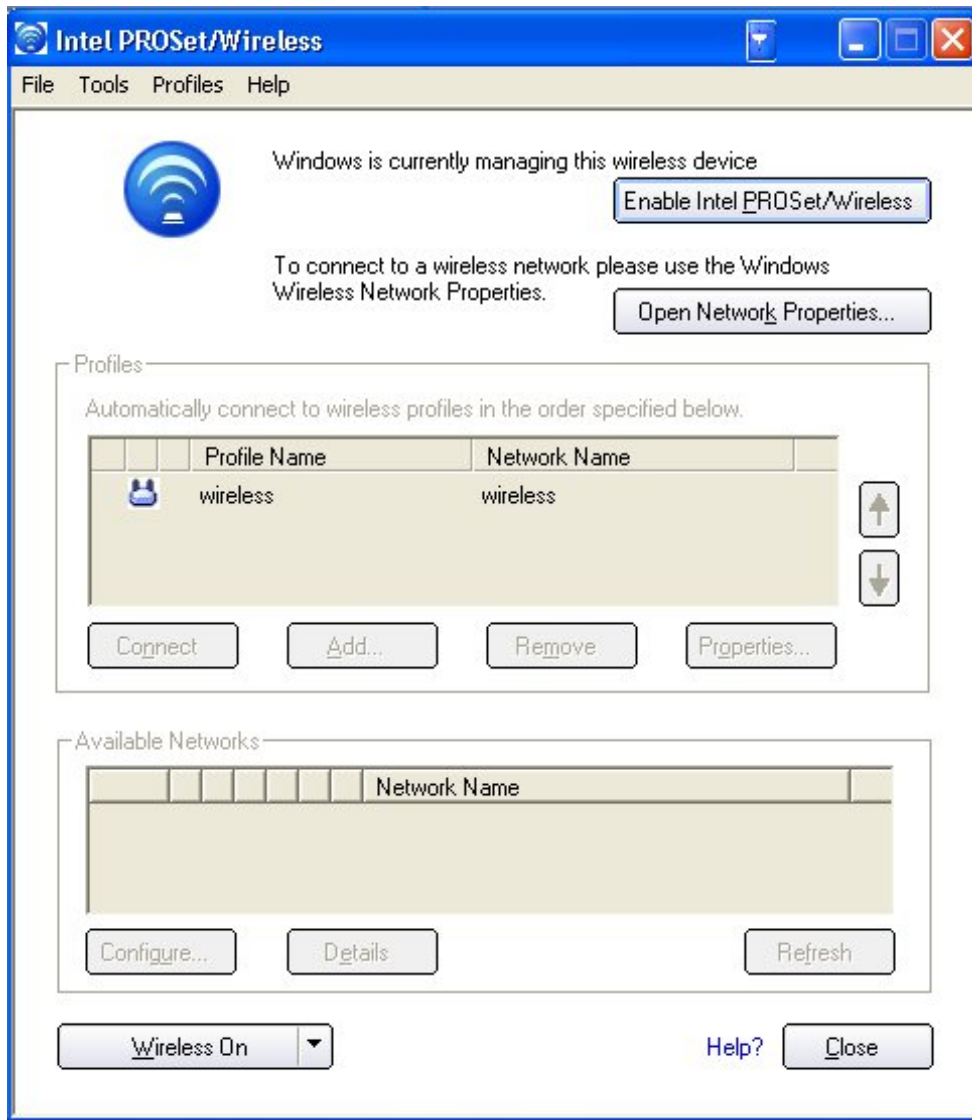 Intel PROSet/Wireless
File Tools Profiles Help
Windows is currently managing this wireless device
Enable Intel PROSet/Wireless
To connect to a wireless network please use the Windows
Wireless Network Properties.
Open Network Properties...
Profiles
Automatically connect to wireless profiles in the order specified below.
Profile Name Network Name
wireless wireless
Connect Add... Remove Properties...
Available Networks
Network Name
Configure... Details Refresh
Wireless On Help? Close